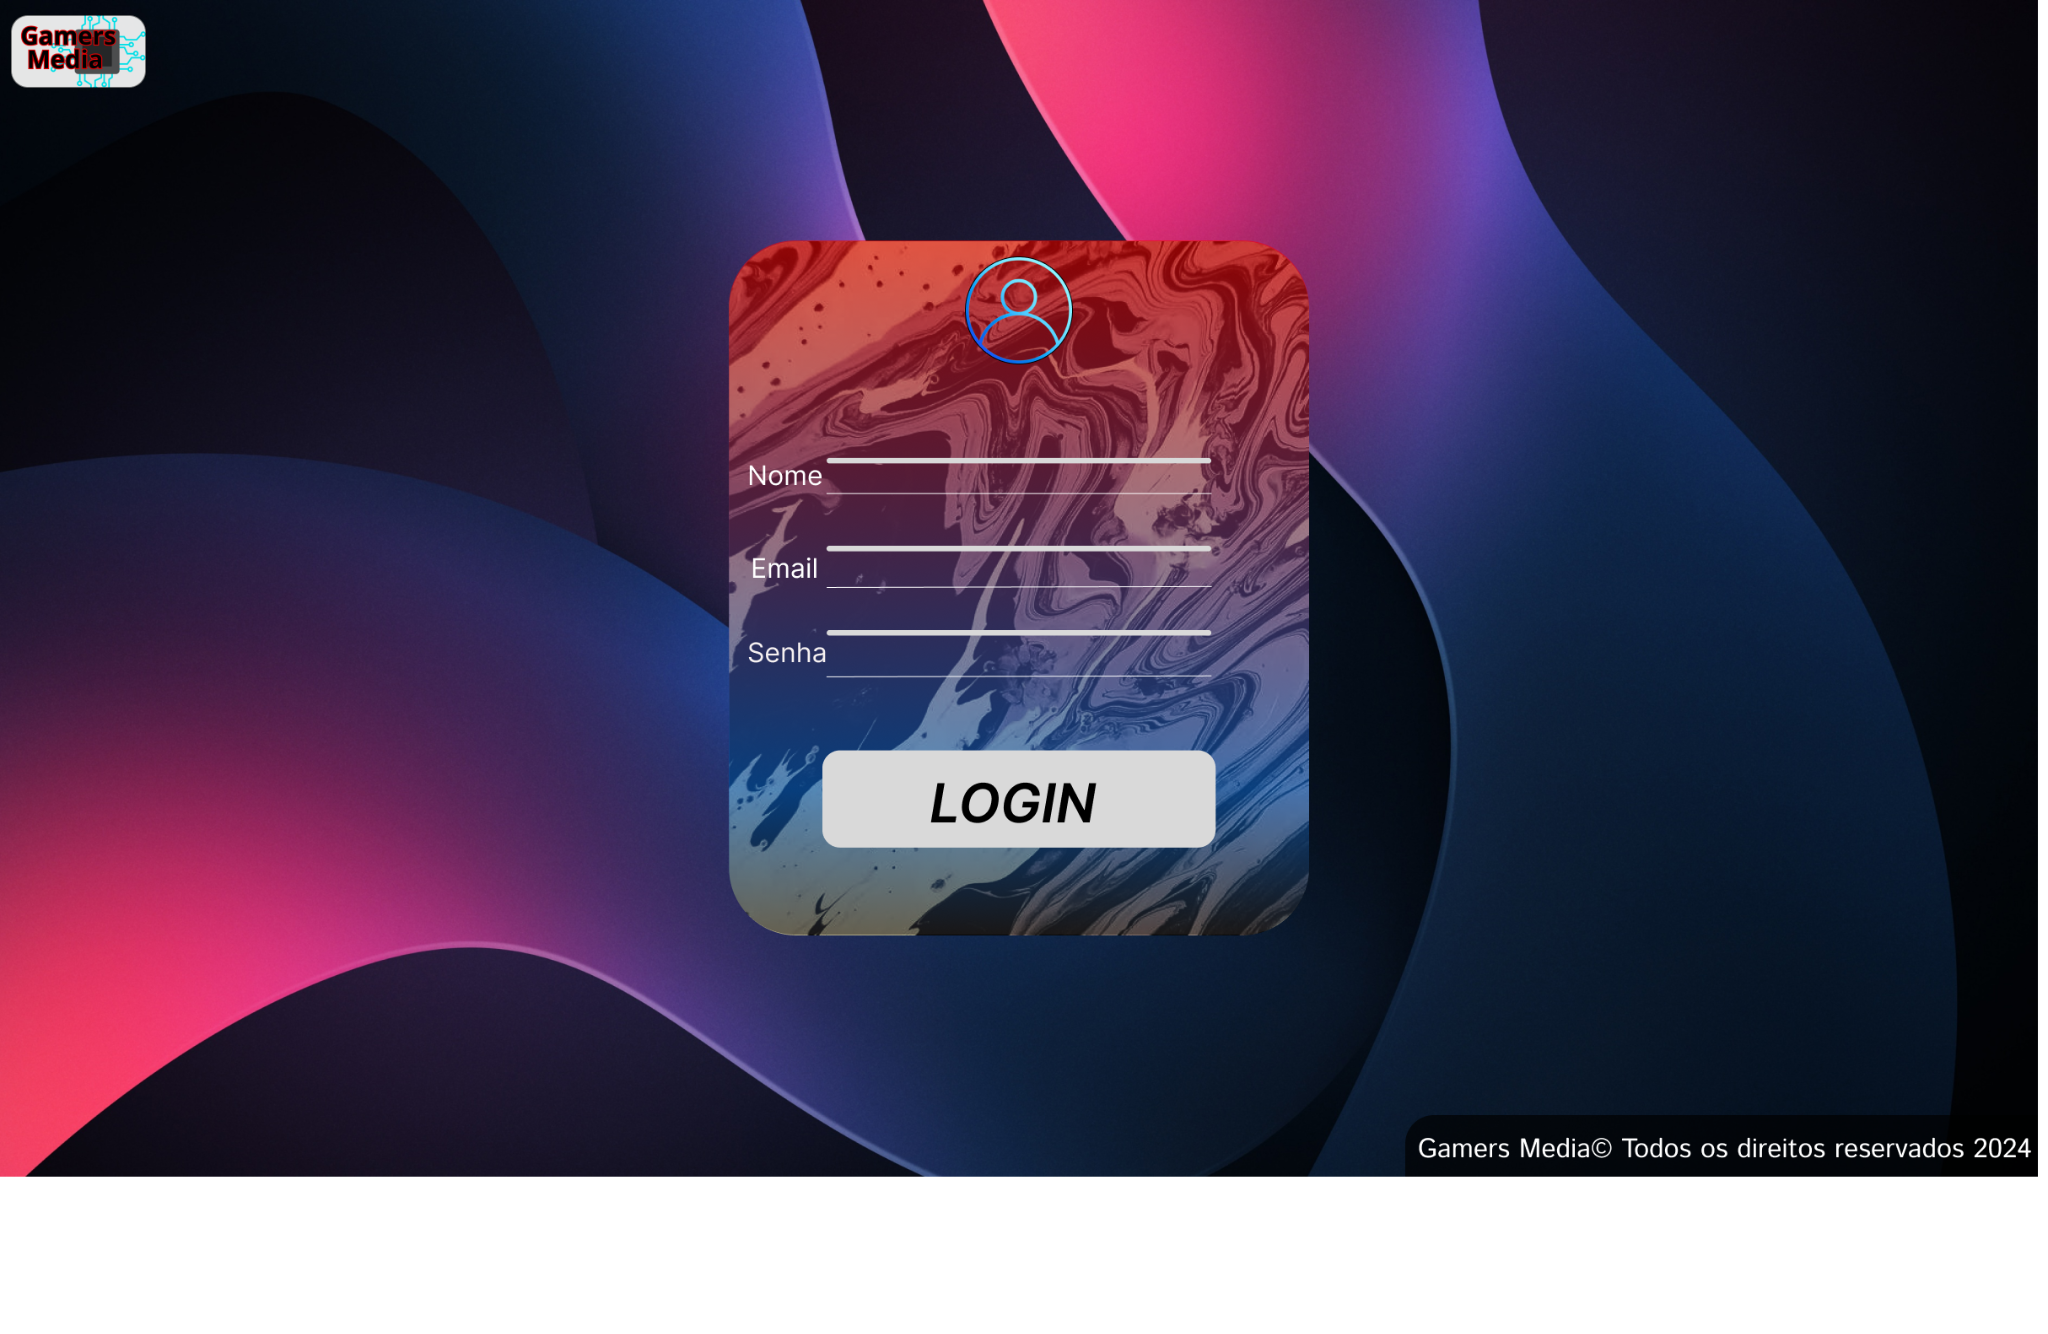 Gamers
Media
Nome
Email
Senha
LOGIN
Gamers Media© Todos os direitos reservados 2024